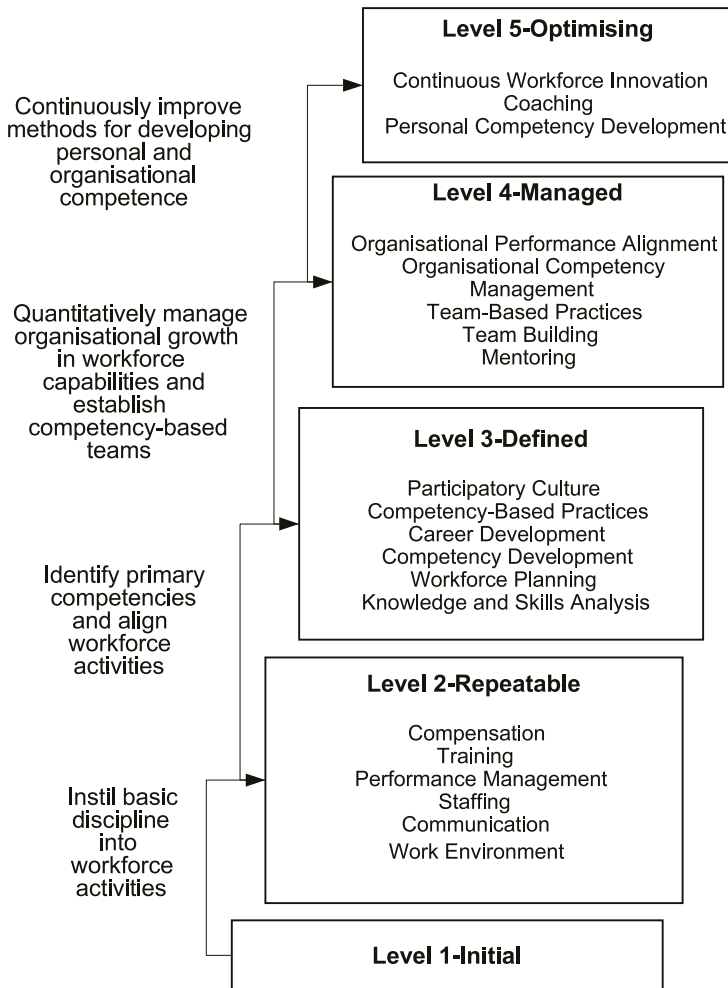 Level 5-Optimising
Continuous Workforce Innovation
Coaching
Personal Competency Development
Continuously improve
methods for developing
personal and
organisational
competence
Level 4-Managed
Organisational Performance Alignment
Organisational Competency
Management
Team-Based Practices
Team Building
Mentoring
Quantitatively manage
organisational growth
in workforce
capabilities and
establish
competency-based
teams
Level 3-Defined
Participatory Culture
Competency-Based Practices
Career Development
Competency Development
Workforce Planning
Knowledge and Skills Analysis
Identify primary
competencies
and align
workforce
activities
Level 2-Repeatable
Compensation
Training
Performance Management
Staffing
Communication
Work Environment
Instil basic
discipline
into
workforce
activities
Level 1-Initial